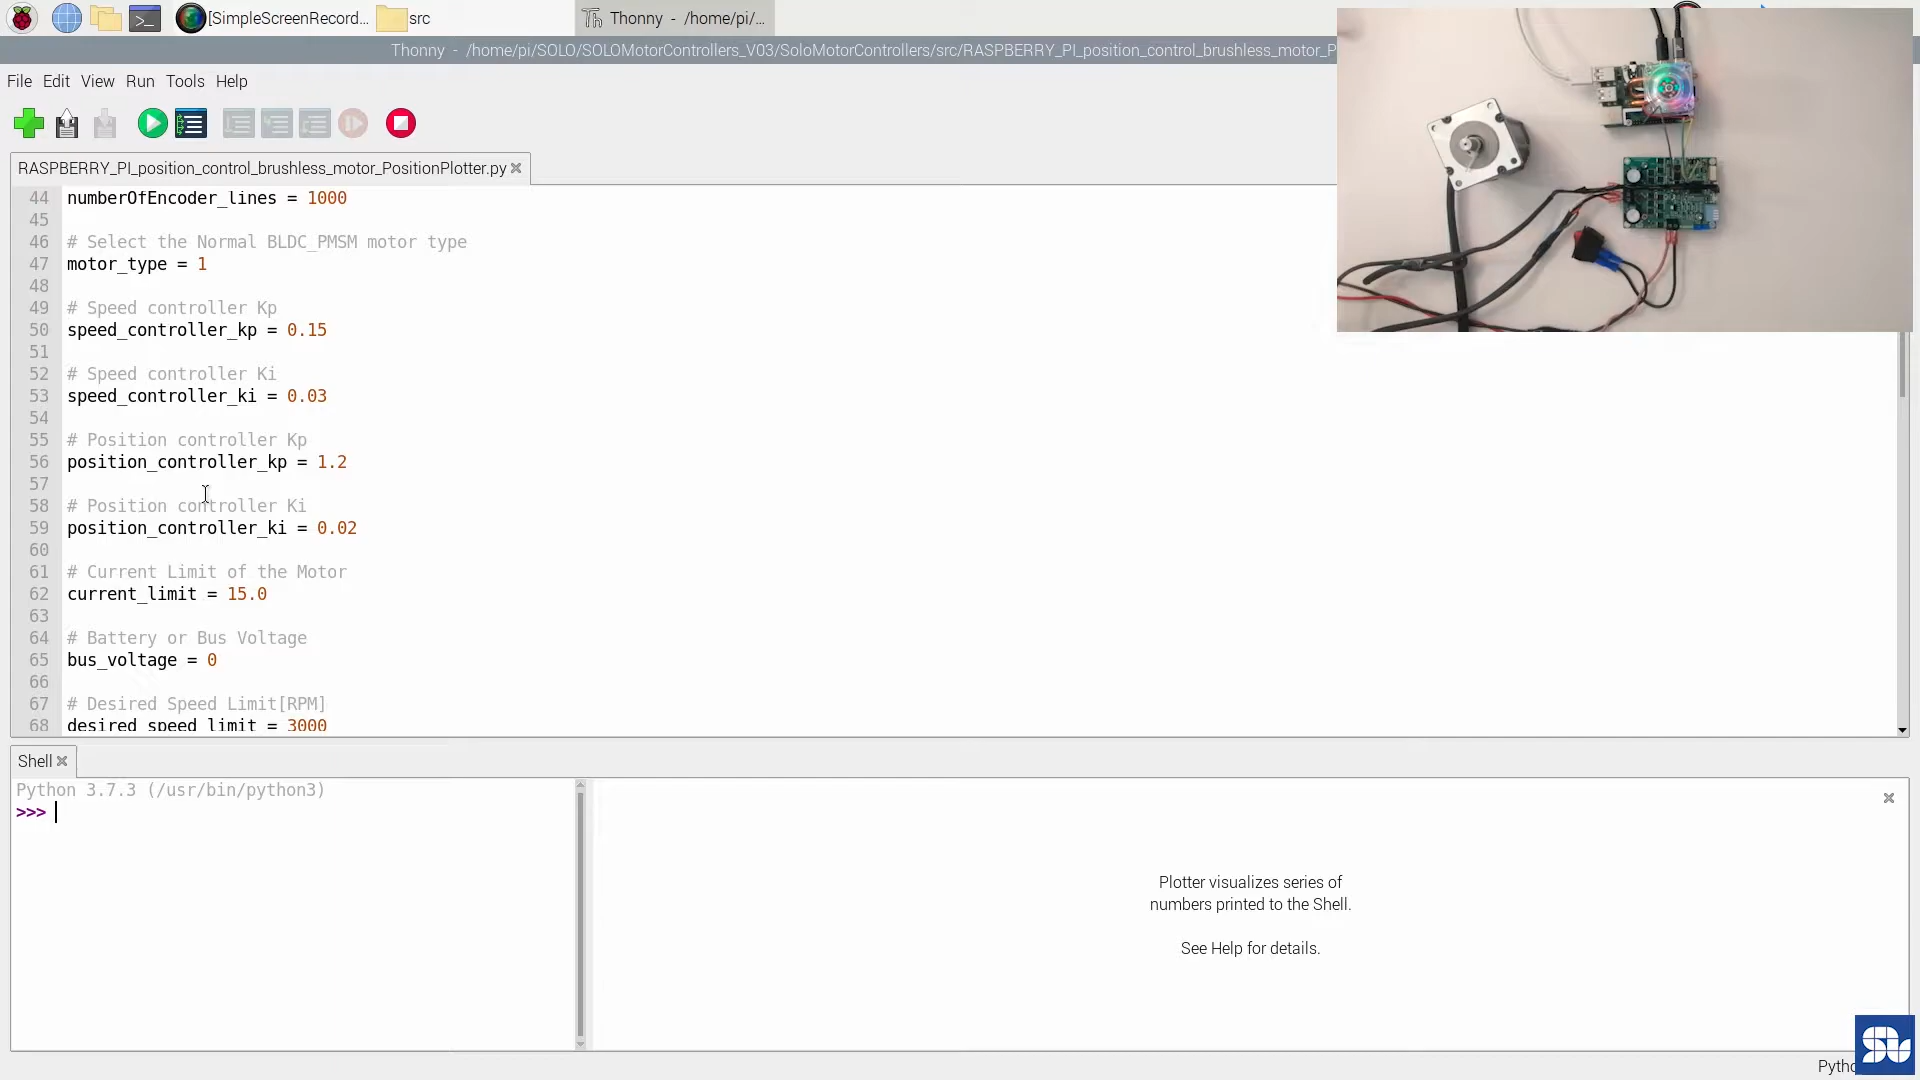 [SimpleScreenRecord...
src
Thonny - /home/pi/...
Thonny - /home/pi/SOLO/SOLOMotorControllers_V03/SoloMotorControllers/src/RASPBERRY_PI_position_control_brushless_motor_P
File Edit View Run Tools Help
RASPBERRY_PI_position_control_brushless_motor_PositionPlotter.py
44 numberOfEncoder_lines = 1000
45
46 # Select the Normal BLDC_PMSM motor type
47 motor_type = 1
48
49 # Speed controller Kp
50 speed_controller_kp = 0.15
51
52 # Speed controller Ki
53 speed_controller_ki = 0.03
54
55 # Position controller Kp
56 position_controller_kp = 1.2
57
58 # Position controller Ki
59 position_controller_ki = 0.02
60
61 # Current Limit of the Motor
62 current_limit = 15.0
63
64 # Battery or Bus Voltage
65 bus_voltage = 0
66
67 # Desired Speed Limit[RPM]
68 desired_speed_limit = 3000
Shell
Python 3.7.3 (/usr/bin/python3)
>>>
Plotter visualizes series of
numbers printed to the Shell.
See Help for details.
Pytho